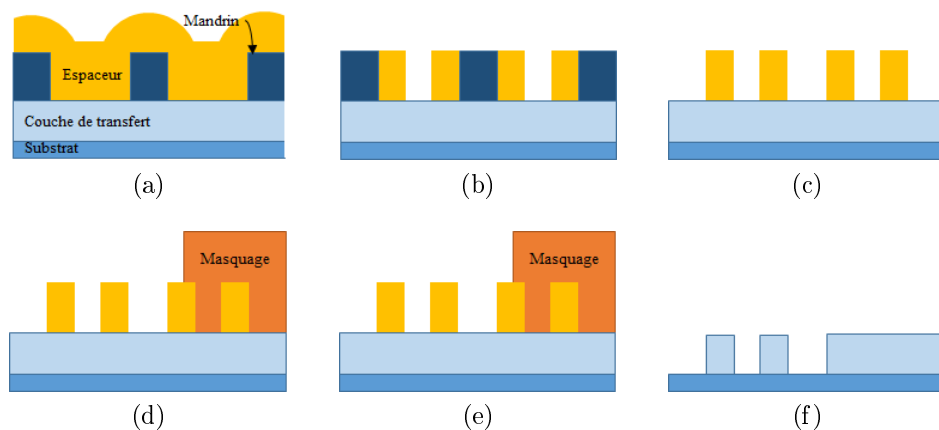 Mandrin
Espaceur
Couche de transfert
Substrat
(a)
(b)
(c)
Masquage
Masquage
(d)
(e)
(f)